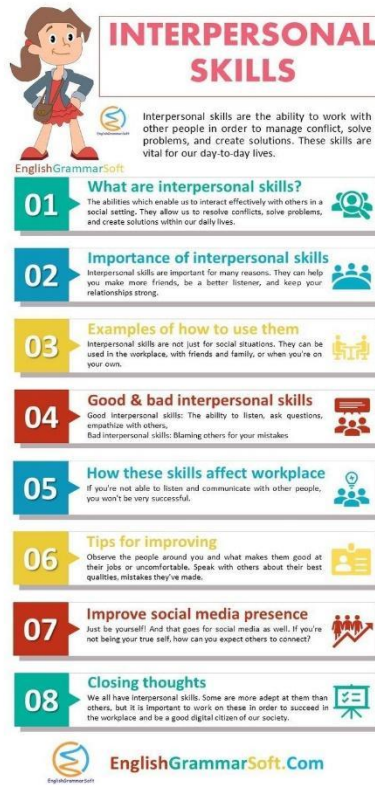 INTERPERSONAL
SKILLS
EnglishGrammarSoft
Interpersonal skills are the ability to work with
other people in order to manage conflict, solve
problems, and create solutions. These skills are
vital for our day-to-day lives.
EnglishGrammarSoft
01
What are interpersonal skills?
The abilities which enable us to interact effectively with others in a
social setting. They allow us to resolve conflicts, solve problems,
and create solutions within our daily lives.
02
Importance of interpersonal skills
Interpersonal skills are important for many reasons. They can help
you make more friends, be a better listener, and keep your
relationships strong.
03
Examples of how to use them
Interpersonal skills are not just for social situations. They can be
used in the workplace, with friends and family, or when you're on
your own.
04
Good & bad interpersonal skills
Good interpersonal skills: The ability to listen, ask questions,
empathize with others,
Bad interpersonal skills: Blaming others for your mistakes
05
How these skills affect workplace
If you're not able to listen and communicate with other people,
you won't be very successful.
06
Tips for improving
Observe the people around you and what makes them good at
their jobs or uncomfortable. Speak with others about their best
qualities, mistakes they've made.
07
Improve social media presence
Just be yourself! And that goes for social media as well. If you're
not being your true self, how can you expect others to connect?
08
Closing thoughts
We all have interpersonal skills. Some are more adept at them than
others, but it is important to work on these in order to succeed in
the workplace and be a good digital citizen of our society.
EnglishGrammarSoft
EnglishGrammarSoft.Com